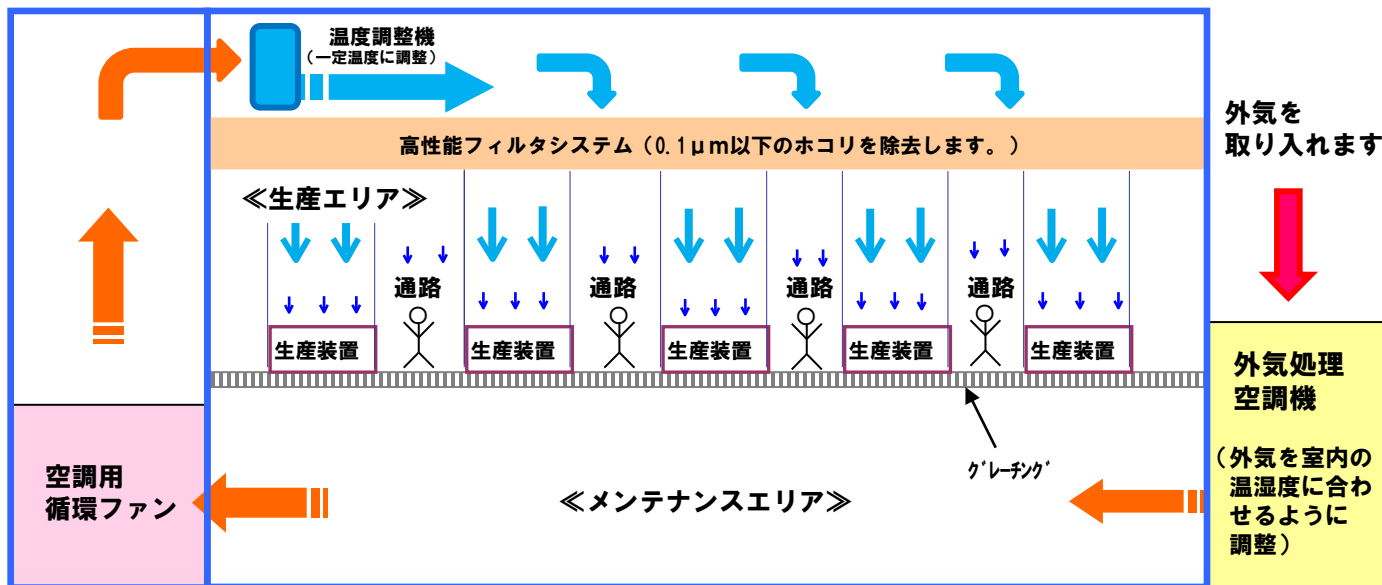 温度調整機
（一定温度に調整）
外気を
取り入れます
高性能フィルタシステム（0.1μm以下のホコリを除去します。）
≪生産エリア≫
通路
通路
通路
通路
生産装置
生産装置
生産装置
生産装置
生産装置
外気処理
空調機
（外気を室内の
温湿度に合わ
せるように
調整）
ｸﾞﾚｰﾁﾝｸﾞ
空調用
循環ファン
≪メンテナンスエリア≫